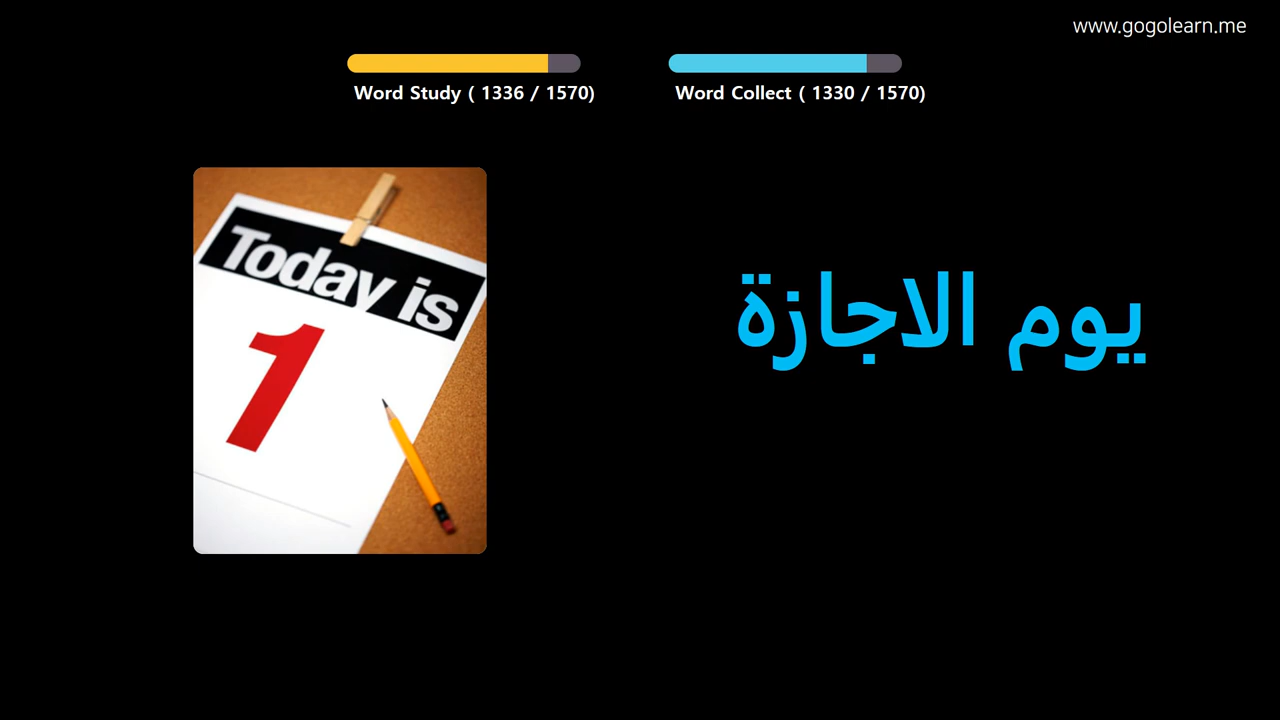 www.gogolearn.me
Word Study ( 1336 / 1570)
Word Collect ( 1330 / 1570)
Today is
1
يوم الاجازة